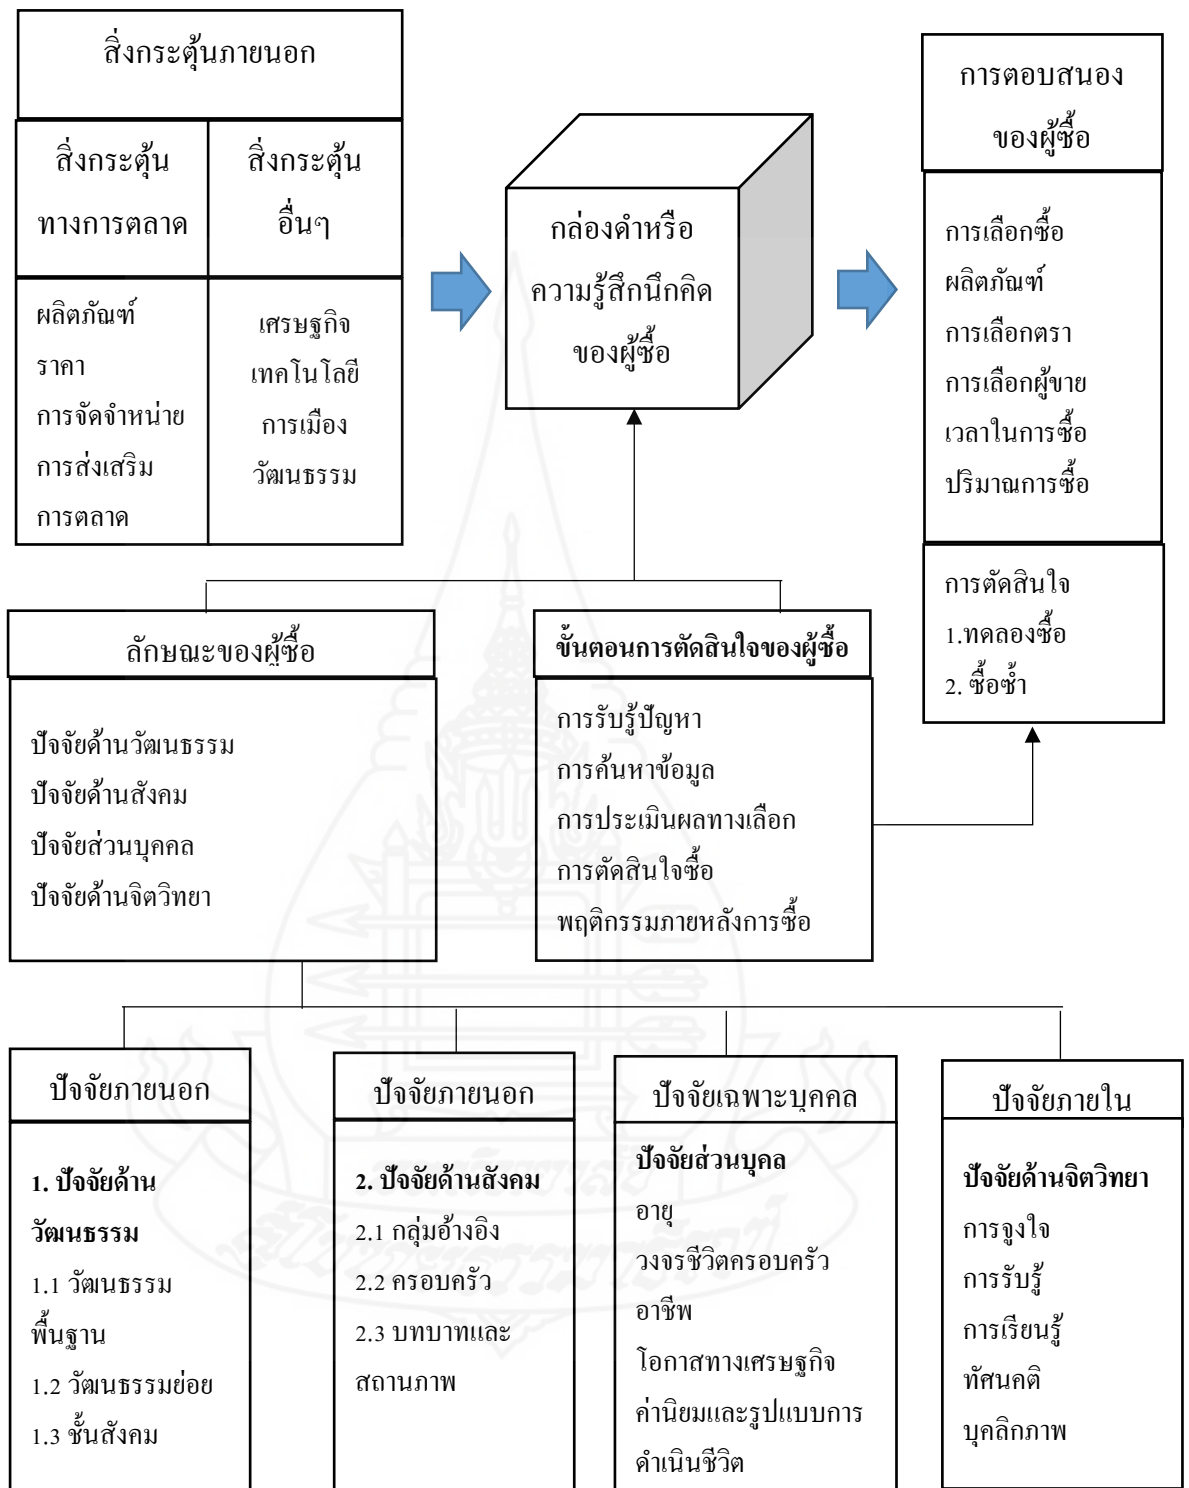 สิ่งกระตุ้นภายนอก
สิ่งกระตุ้น
ทางการตลาด
สิ่งกระตุ้น
อื่นๆ
ผลิตภัณฑ์
ราคา
การจัดจำหน่าย
การส่งเสริม
การตลาด
เศรษฐกิจ
เทคโนโลยี
การเมือง
วัฒนธรรม
กล่องดำหรือ
ความรู้สึกนึกคิด
ของผู้ซื้อ
การตอบสนอง
ของผู้ซื้อ
การเลือกซื้อ
ผลิตภัณฑ์
การเลือกตรา
การเลือกผู้ขาย
เวลาในการซื้อ
ปริมาณการซื้อ
การตัดสินใจ
1.ทดลองซื้อ
2. ซื้อซ้ำ
ลักษณะของผู้ซื้อ
ปัจจัยด้านวัฒนธรรม
ปัจจัยด้านสังคม
ปัจจัยส่วนบุคคล
ปัจจัยด้านจิตวิทยา
ขั้นตอนการตัดสินใจของผู้ซื้อ
การรับรู้ปัญหา
การค้นหาข้อมูล
การประเมินผลทางเลือก
การตัดสินใจซื้อ
พฤติกรรมภายหลังการซื้อ
ปัจจัยภายนอก
1. ปัจจัยด้าน
วัฒนธรรม
1.1 วัฒนธรรม
พื้นฐาน
1.2 วัฒนธรรมย่อย
1.3 ชั้นสังคม
ปัจจัยภายนอก
2. ปัจจัยด้านสังคม
2.1 กลุ่มอ้างอิง
2.2 ครอบครัว
2.3 บทบาทและ
สถานภาพ
ปัจจัยเฉพาะบุคคล
ปัจจัยส่วนบุคล
อายุ
วงจรชีวิตครอบครัว
อาชีพ
โอกาสทางเศรษฐกิจ
ค่านิยมและรูปแบบการ
ดำเนินชีวิต
ปัจจัยภายใน
ปัจจัยด้านจิตวิทยา
การจูงใจ
การรับรู้
การเรียนรู้
ทัศนคติ
บุคลิกภาพ